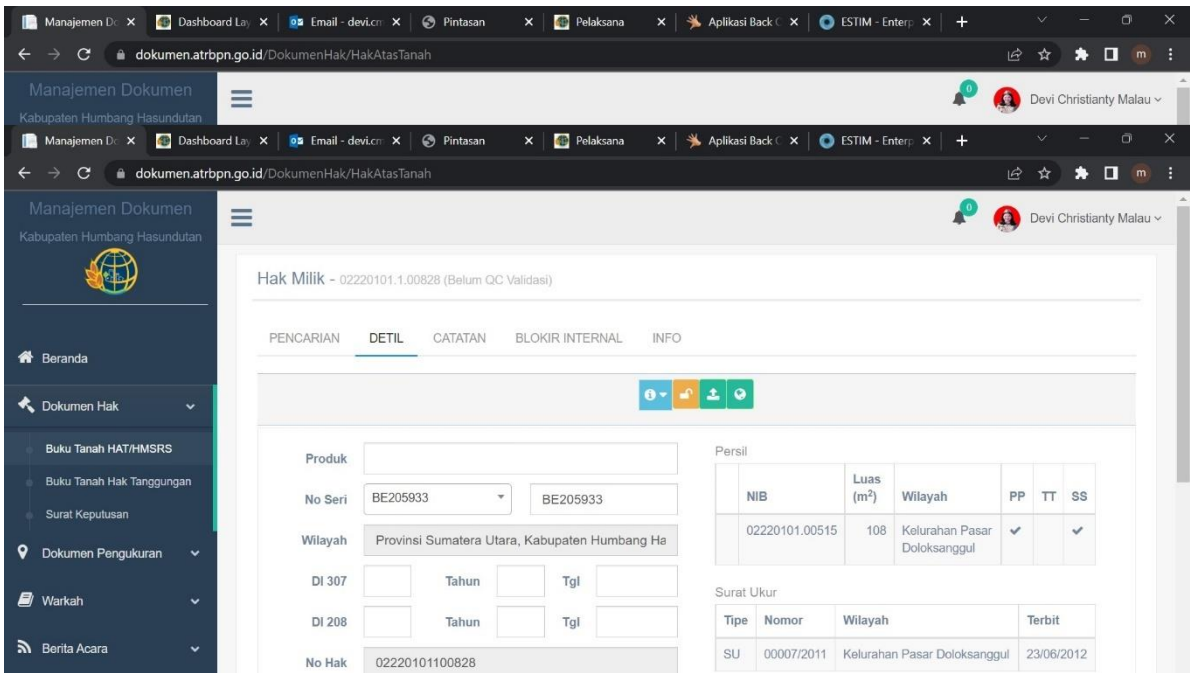 Manajemen Do Dashboard Lay Email - devi.cm Pintasan Pelaksana Aplikasi Back O ESTIM - Enterp
dokumen.atrbpn.go.id/DokumenHak/HakAtasTanah m
Manajemen Dokumen
Kabupaten Humbang Hasundutan
0 Devi Christianty Malau
Manajemen Do Dashboard Lay Email - devi.cm Pintasan Pelaksana Aplikasi Back O ESTIM - Enterp
dokumen.atrbpn.go.id/DokumenHak/HakAtasTanah m
Manajemen Dokumen
Kabupaten Humbang Hasundutan
0 Devi Christianty Malau
Beranda
Dokumen Hak
Buku Tanah HAT/HMSRS
Buku Tanah Hak Tanggungan
Surat Keputusan
Dokumen Pengukuran
Warkah
Berita Acara
Hak Milik - 02220101.1.00828 (Belum QC Validasi)
PENCARIAN DETIL CATATAN BLOKIR INTERNAL INFO
Produk
No Seri BE205933 BE205933
Wilayah Provinsi Sumatera Utara, Kabupaten Humbang Ha
DI 307 Tahun Tgl
DI 208 Tahun Tgl
No Hak 02220101100828
Persil
NIB Luas (m²) Wilayah PP TT SS
02220101.00515 108 Kelurahan Pasar Doloksanggul
Surat Ukur
Tipe Nomor Wilayah Terbit
SU 00007/2011 Kelurahan Pasar Doloksanggul 23/06/2012